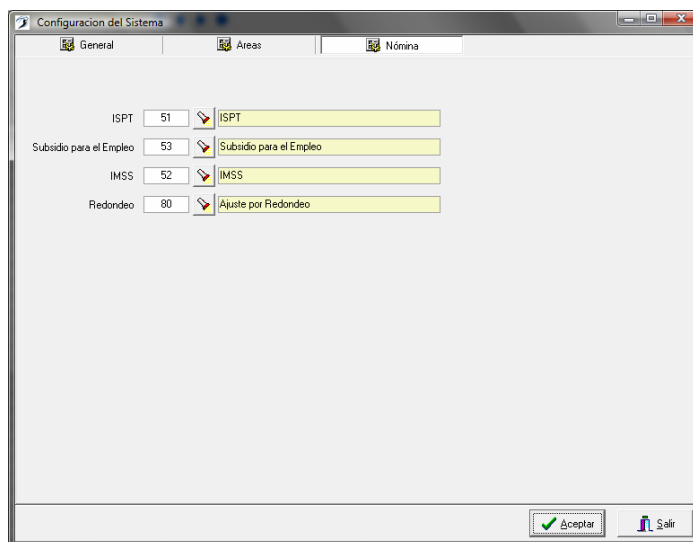 Configuracion del Sistema
General Areas Nómina
ISPT 51 ISPT
Subsidio para el Empleo 53 Subsidio para el Empleo
IMSS 52 IMSS
Redondeo 80 Ajuste por Redondeo
Aceptar Salir